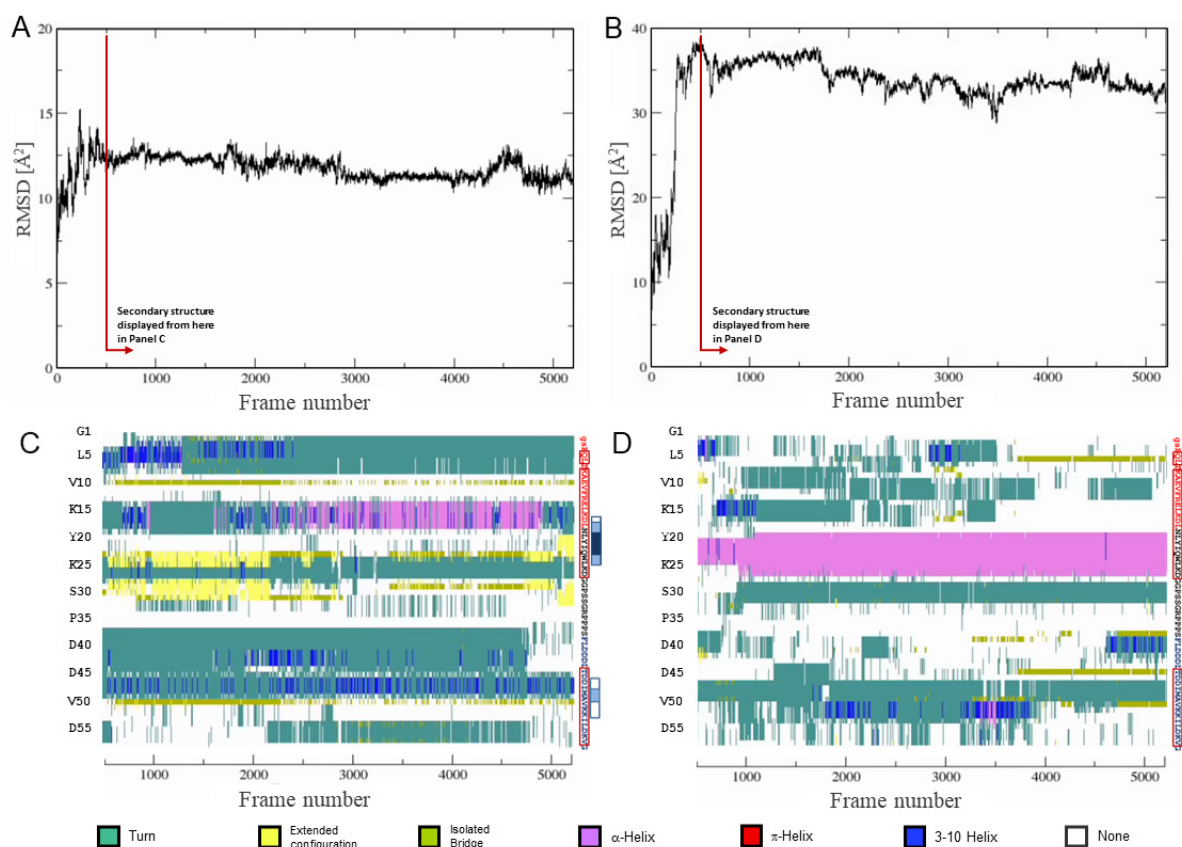 A
B
20
15
10
5
0
RMSD [Å²]
Secondary structure
displayed from here
in Panel C
0
1000
2000
3000
4000
5000
Frame number
40
30
20
10
0
RMSD [Å²]
Secondary structure
displayed from here
in Panel D
0
1000
2000
3000
4000
5000
Frame number
C
G1
L5
V10
K15
Y20
K25
S30
P35
D40
D45
V50
D55
1000
2000
3000
4000
5000
Frame number
D
G1
L5
V10
K15
Y20
K25
S30
P35
D40
D45
V50
D55
1000
2000
3000
4000
5000
Frame number
Turn
Extended
configuration
Isolated
Bridge
α-Helix
π-Helix
3-10 Helix
None